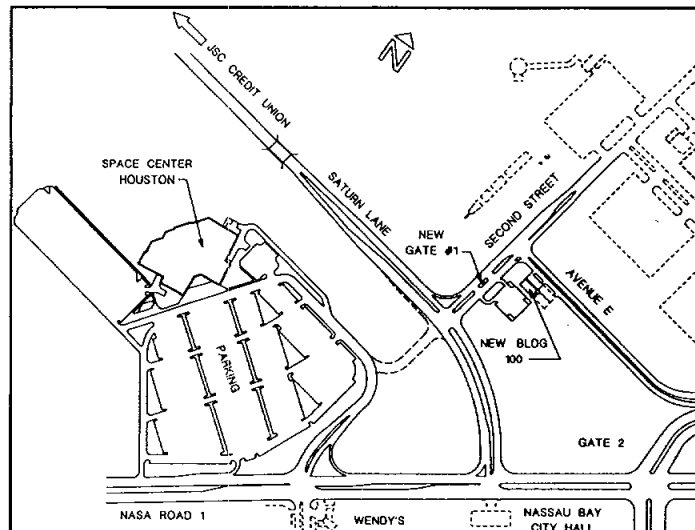 JSC CREDIT UNION
N
SPACE CENTER
HOUSTON
SATURN LANE
NEW
GATE #1
SECOND STREET
AVENUE E
NEW BLDG
100
PARKING
GATE 2
NASA ROAD 1
WENDY'S
NASSAU BAY
CITY HALL